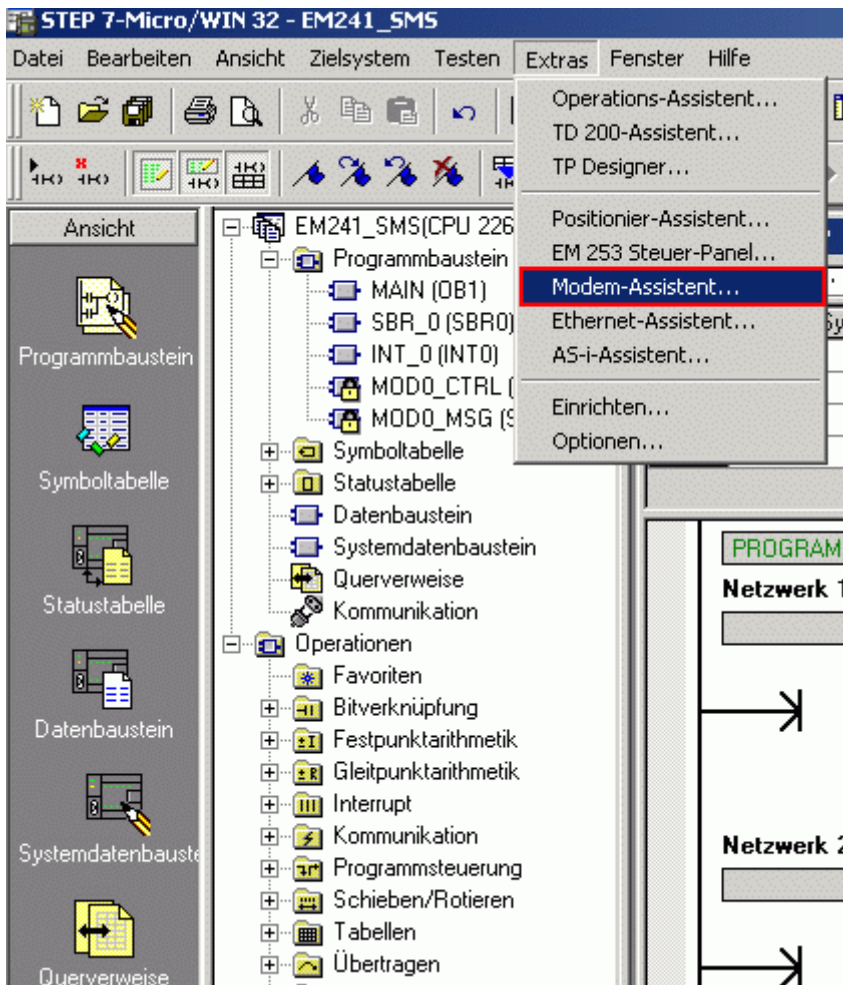 STEP 7-Micro/WIN 32 - EM241_SMS
Datei Bearbeiten Ansicht Zielsystem Testen Extras Fenster Hilfe
Operations-Assistent...
TD 200-Assistent...
TP Designer...
Positionier-Assistent...
EM 253 Steuer-Panel...
Modem-Assistent...
Ethernet-Assistent...
AS-i-Assistent...
Einrichten...
Optionen...
Ansicht
Programmbaustein
Symboltabelle
Statustabelle
Datenbaustein
Systemdatenbauste
Querverweise
EM241_SMS(CPU 226
Programmbaustein
MAIN (OB1)
SBR_0 (SBR0)
INT_0 (INT0)
MOD0_CTRL (
MOD0_MSG (S
Symboltabelle
Statustabelle
Datenbaustein
Systemdatenbaustein
Querverweise
Kommunikation
Operationen
Favoriten
Bitverknüpfung
Festpunktarithmetik
Gleitpunktarithmetik
Interrupt
Kommunikation
Programmsteuerung
Schieben/Rotieren
Tabellen
Übertragen
Sy
PROGRAM
Netzwerk 1
Netzwerk 2